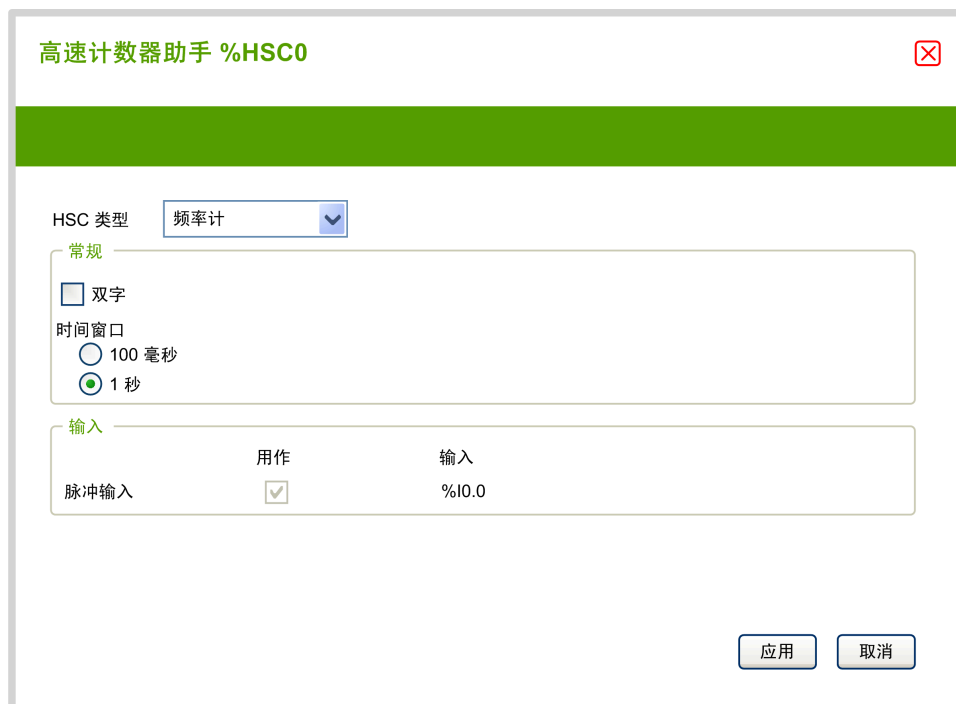 高速计数器助手 %HSC0
HSC 类型 频率计
常规
双字
时间窗口
100 毫秒
1 秒
输入
用作 输入
脉冲输入 %I0.0
应用 取消